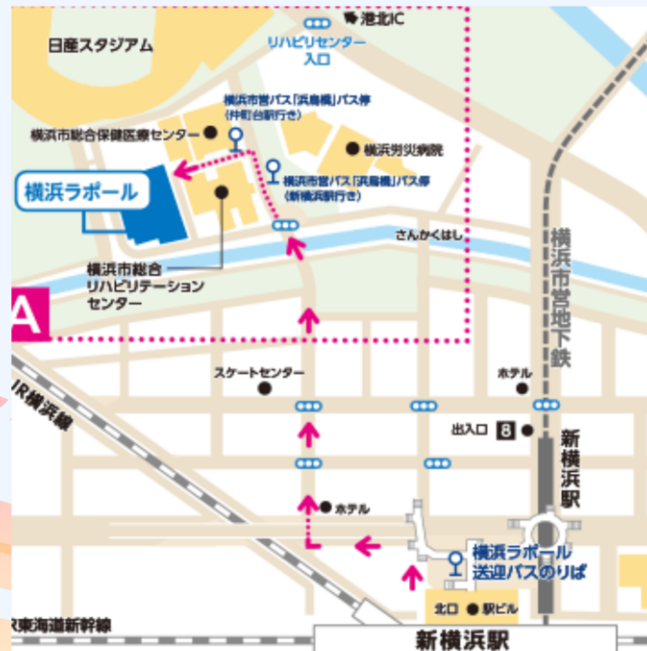 港北IC
日産スタジアム
リハビリセンター
入口
横浜市営バス「浜鳥橋」バス停
(仲町台駅行き)
横浜市総合保健医療センター
横浜労災病院
横浜ラポール
横浜市営バス「浜鳥橋」バス停
(新横浜駅行き)
さんかくはし
横浜市総合
リハビリテーション
センター
横浜市営地下鉄
A
スケートセンター
ホテル
JR横浜線
出入口 8
新横浜駅
ホテル
横浜ラポール
送迎バスのりば
北口 駅ビル
R東海道新幹線
新横浜駅